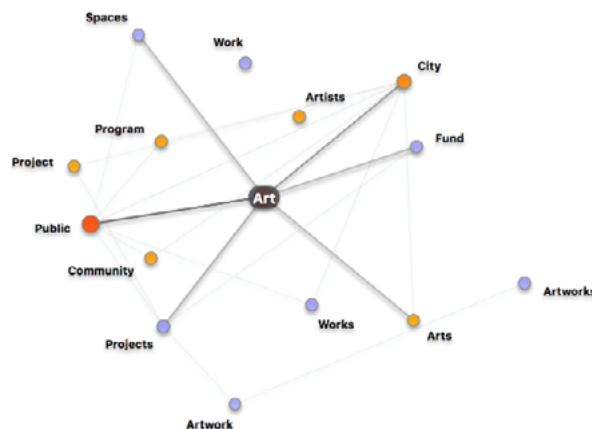 Spaces
Work
City
Artists
Program
Fund
Project
Art
Public
Community
Artworks
Works
Arts
Projects
Artwork